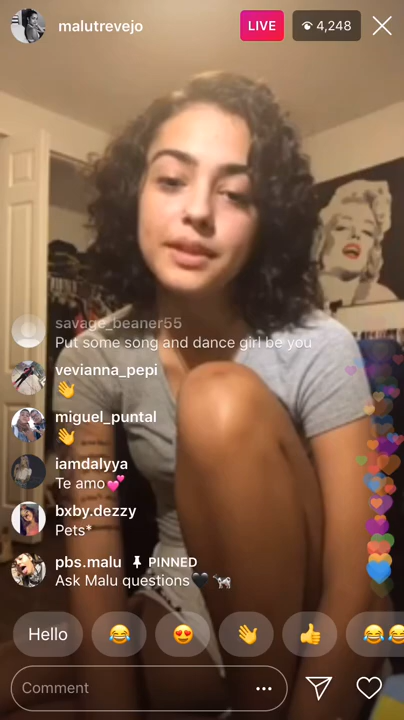 malutrevejo
LIVE
4,248
savage_beaner55
Put some song and dance girl be you
vevianna_pepi
👋
miguel_puntal
👋
iamdalyya
Te amo💕
bxby.dezzy
Pets*
pbs.malu PINNED
Ask Malu questions🖤🐄
Hello 😂 😍 👋 👍 😂😂
Comment